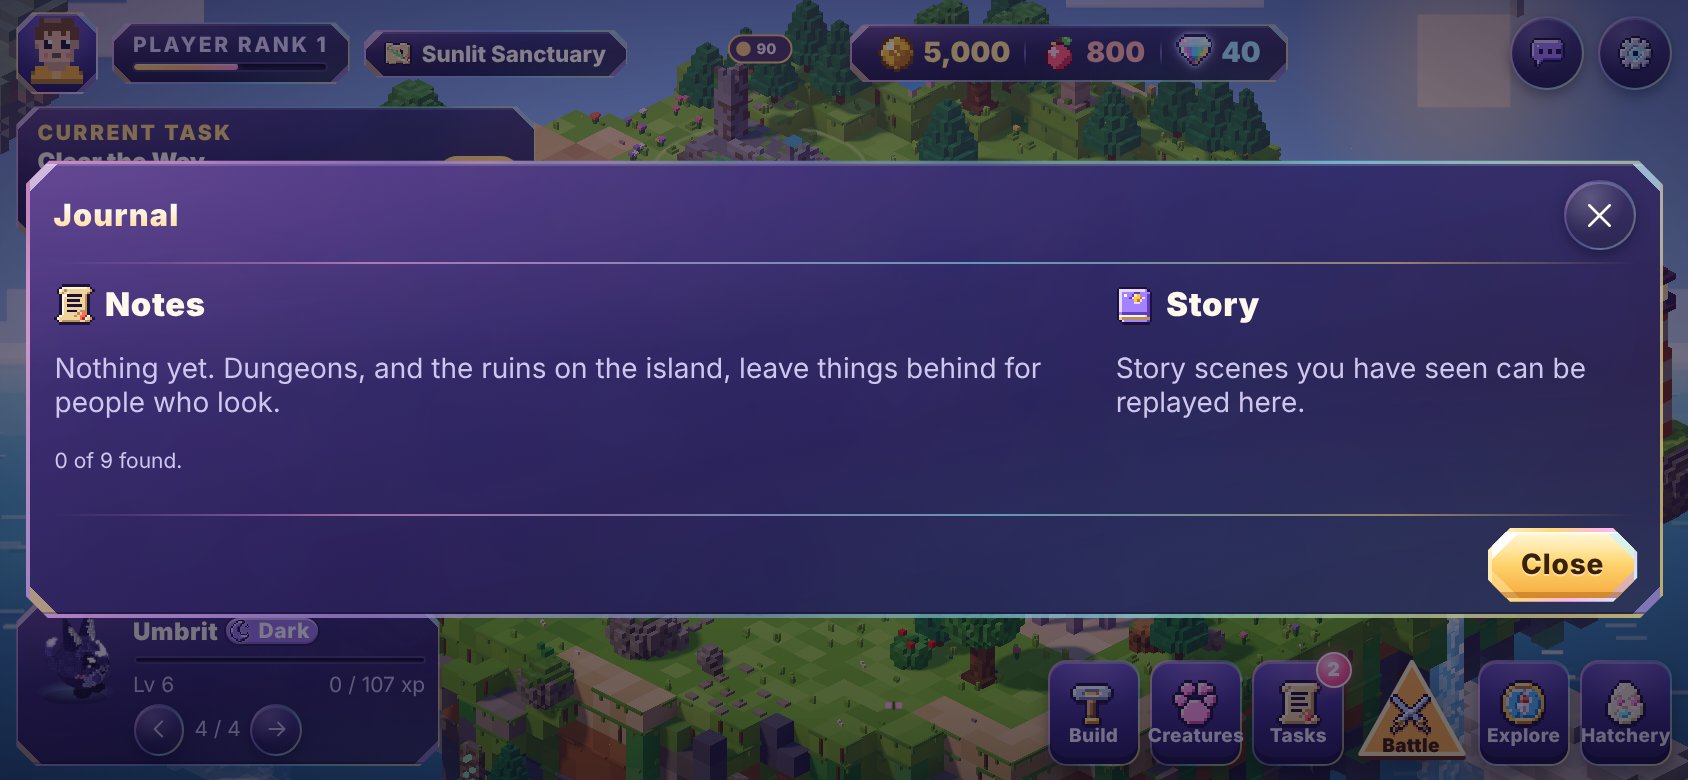 PLAYER RANK 1
Sunlit Sanctuary
90
5,000
800
40
CURRENT TASK
Clear the Way
Journal
Notes
Story
Nothing yet. Dungeons, and the ruins on the island, leave things behind for
people who look.
Story scenes you have seen can be
replayed here.
0 of 9 found.
Close
Umbrit
Dark
Lv 6
0 / 107 xp
4 / 4
2
Build
Creatures
Tasks
Battle
Explore
Hatchery